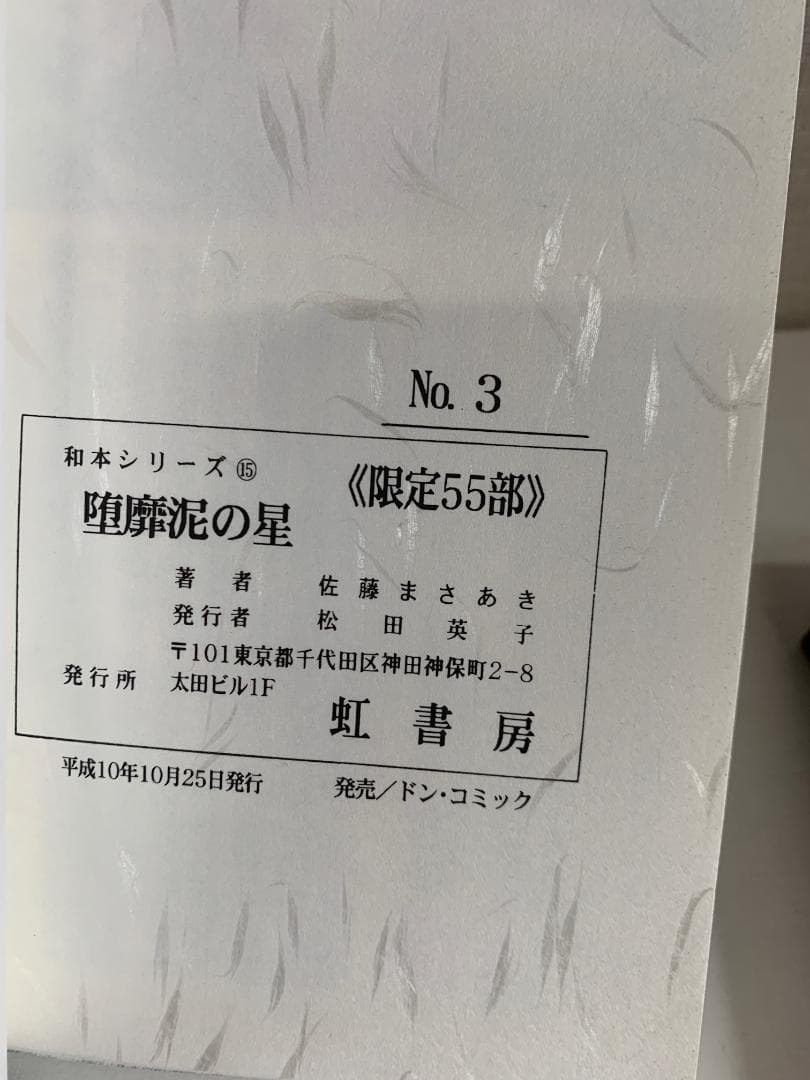 No. 3
和本シリーズ⑮
《限定55部》
堕靡泥の星
著者 佐藤まさあき
発行者 松田英子
〒101東京都千代田区神田神保町2-8
発行所 太田ビル1F
虹書房
平成10年10月25日発行 発売/ドン・コミック